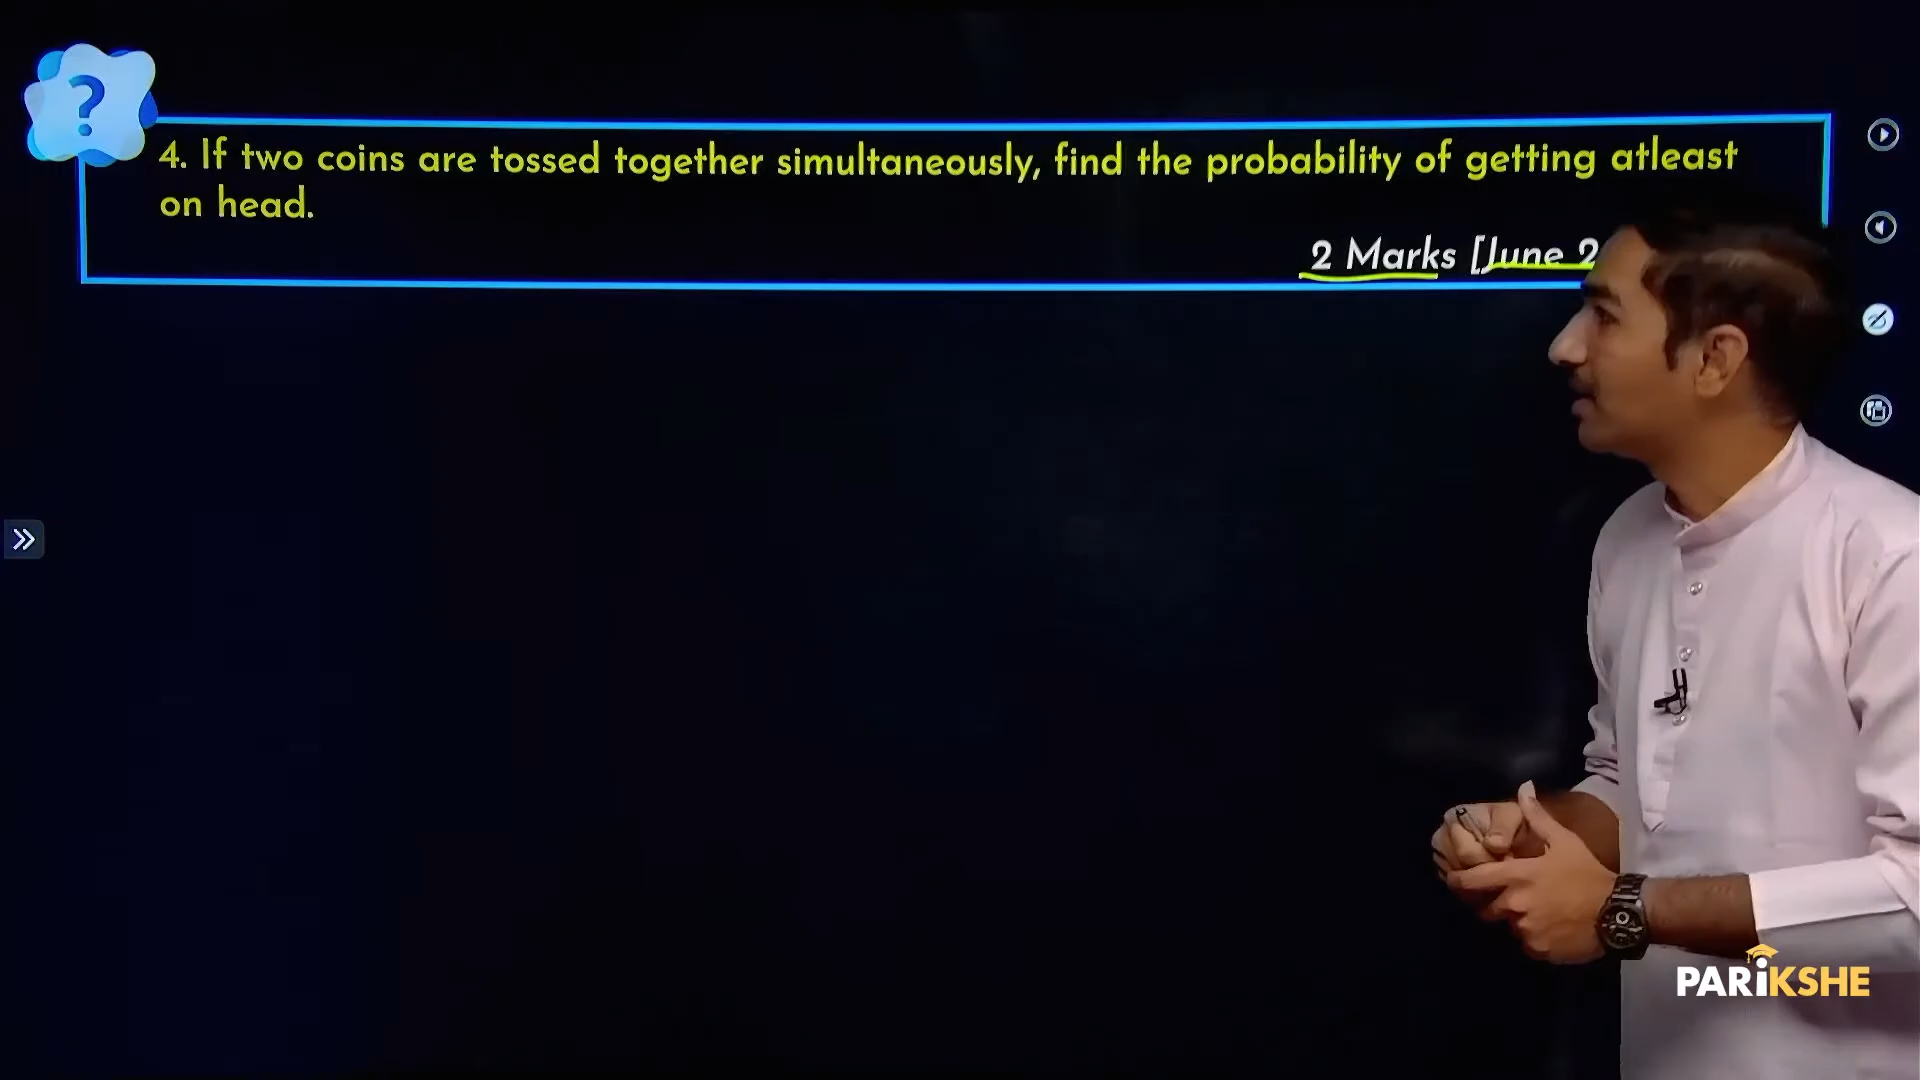 ?
4. If two coins are tossed together simultaneously, find the probability of getting atleast
on head.
2 Marks [June 2
PARiKSHE